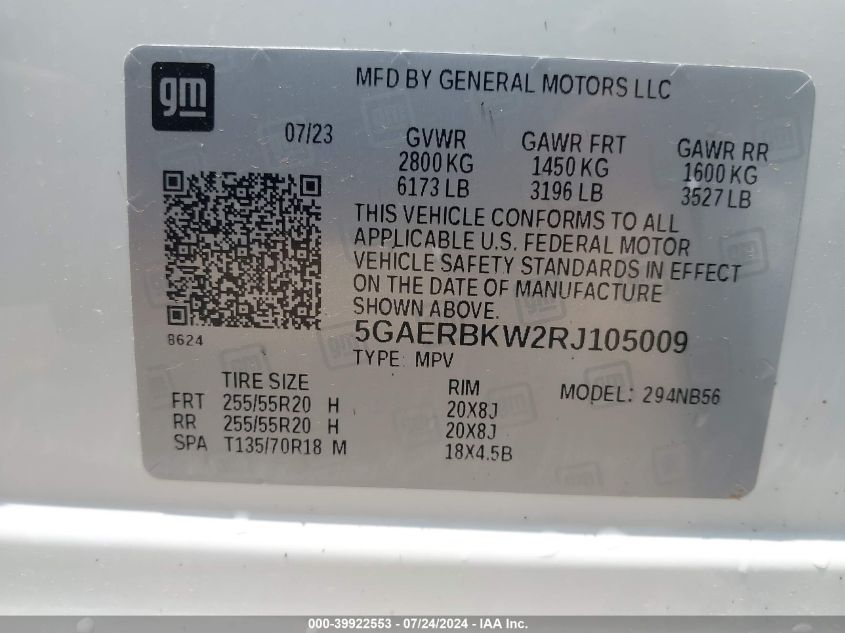 gm
MFD BY GENERAL MOTORS LLC
07/23
GVWR GAWR FRT GAWR RR
2800 KG 1450 KG 1600 KG
6173 LB 3196 LB 3527 LB
THIS VEHICLE CONFORMS TO ALL
APPLICABLE U.S. FEDERAL MOTOR
VEHICLE SAFETY STANDARDS IN EFFECT
ON THE DATE OF MANUFACTURE
SHOWN ABOVE.
5GAERBKW2RJ105009
8624
TYPE: MPV
TIRE SIZE RIM MODEL: 294NB56
FRT 255/55R20 H 20X8J
RR 255/55R20 H 20X8J
SPA T135/70R18 M 18X4.5B
000-39922553 - 07/24/2024 - IAA Inc.